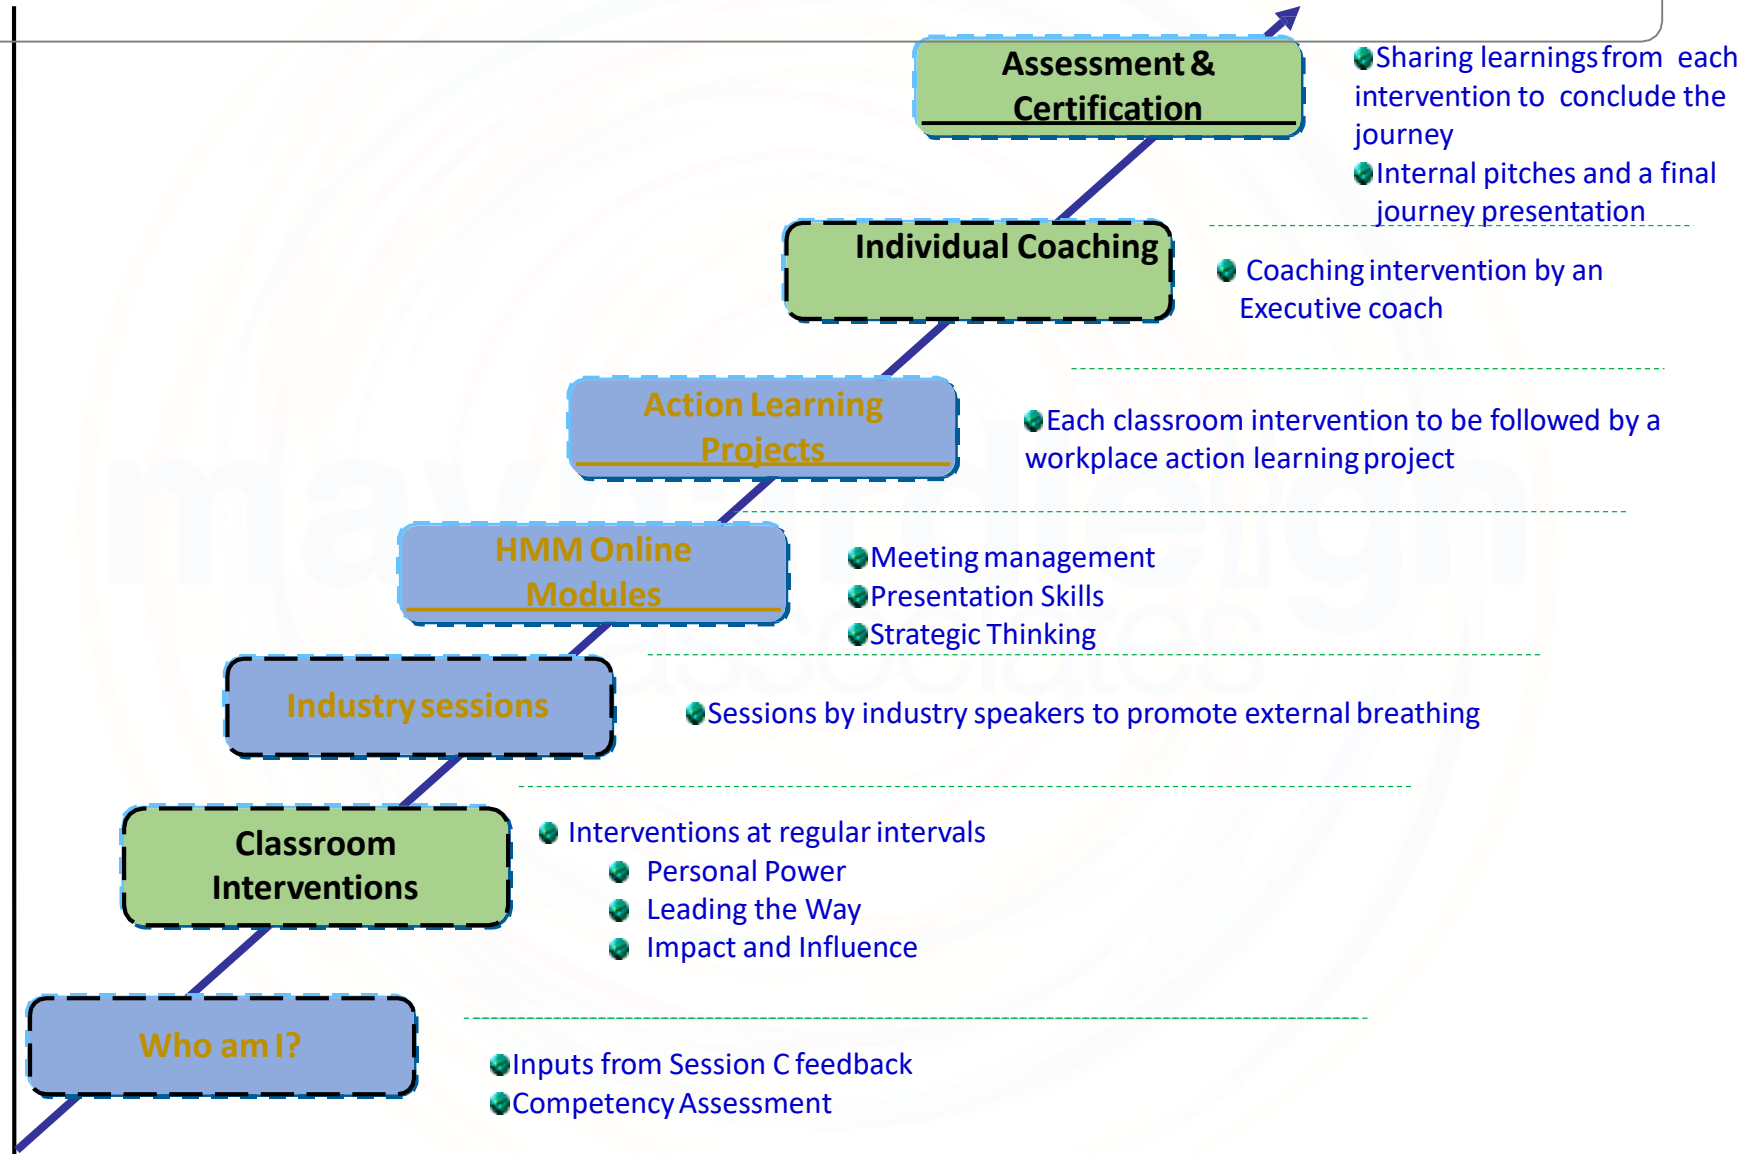 Assessment &
Certification
Sharing learnings from each
intervention to conclude the
journey
Internal pitches and a final
journey presentation
Individual Coaching
Coaching intervention by an
Executive coach
Action Learning
Projects
Each classroom intervention to be followed by a
workplace action learning project
HMM Online
Modules
Meeting management
Presentation Skills
Strategic Thinking
Industry sessions
Sessions by industry speakers to promote external breathing
Classroom
Interventions
Interventions at regular intervals
Personal Power
Leading the Way
Impact and Influence
Who am I?
Inputs from Session C feedback
Competency Assessment
maynardleigh
associates